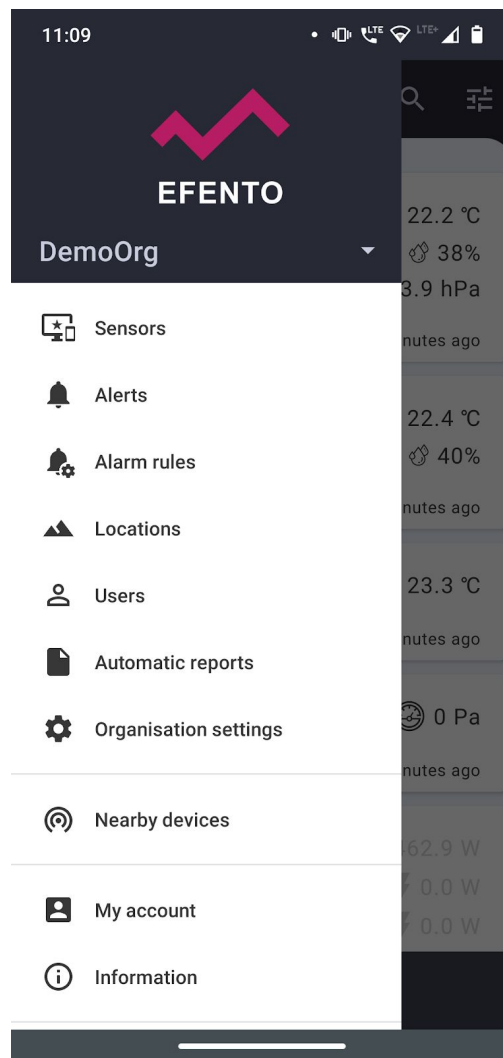 11:09
LTE LTE+
EFENTO
DemoOrg
22.2 °C
38%
3.9 hPa
Sensors
nutes ago
Alerts
22.4 °C
Alarm rules
40%
nutes ago
Locations
Users
23.3 °C
nutes ago
Automatic reports
Organisation settings
0 Pa
nutes ago
Nearby devices
62.9 W
0.0 W
My account
0.0 W
Information